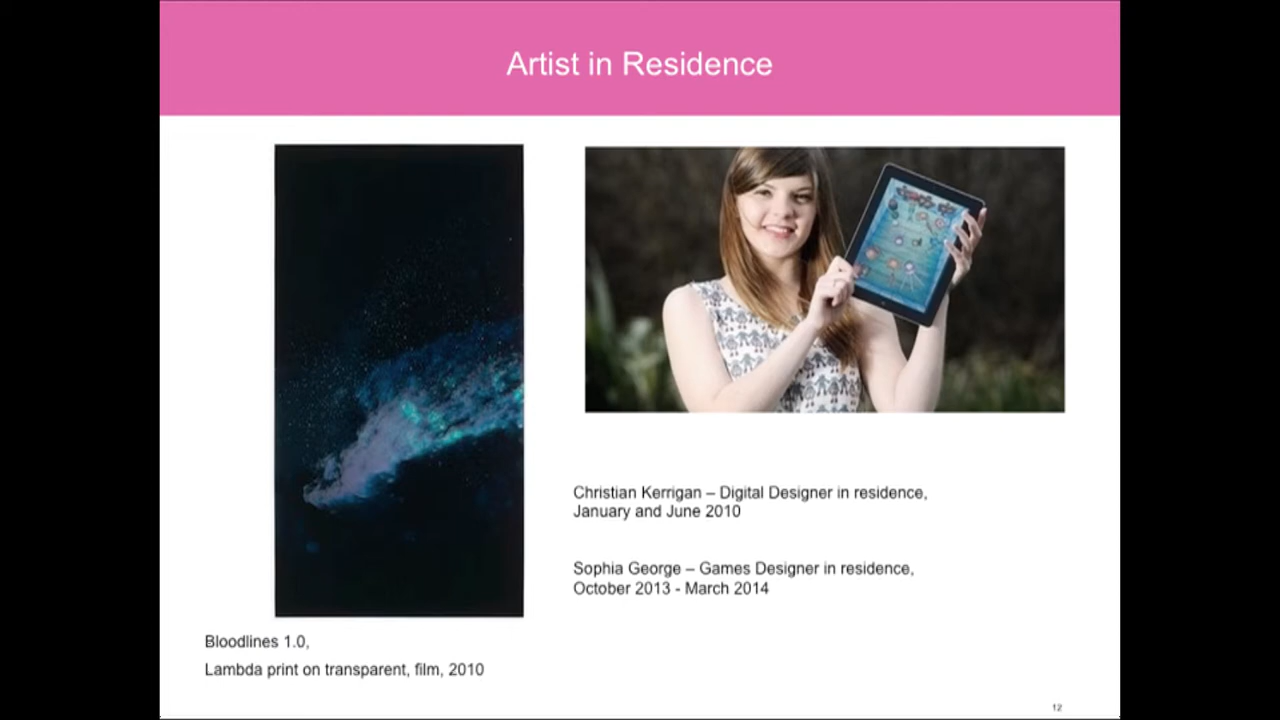 Artist in Residence
Christian Kerrigan – Digital Designer in residence,
January and June 2010
Sophia George – Games Designer in residence,
October 2013 - March 2014
Bloodlines 1.0,
Lambda print on transparent, film, 2010
12